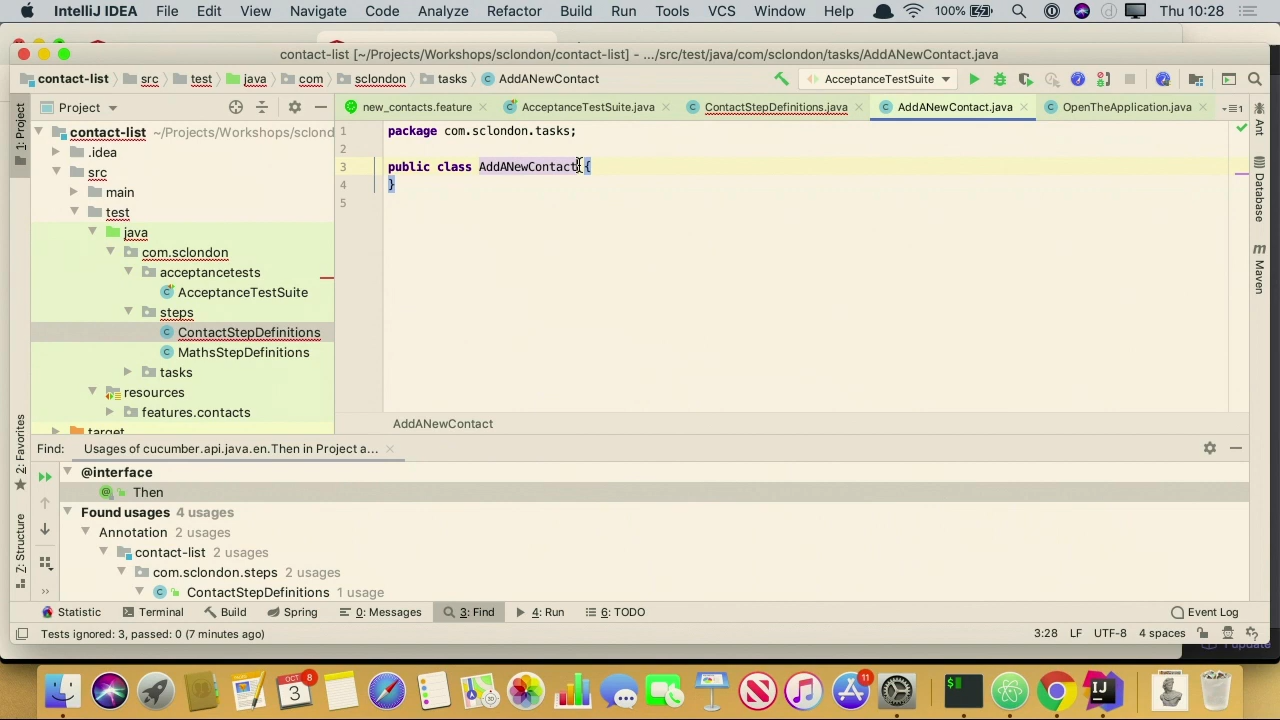 IntelliJ IDEA File Edit View Navigate Code Analyze Refactor Build Run Tools VCS Window Help 100% Thu 10:28
contact-list [~/Projects/Workshops/sclondon/contact-list] - .../src/test/java/com/sclondon/tasks/AddANewContact.java
contact-list src test java com sclondon tasks AddANewContact AcceptanceTestSuite
Project new_contacts.feature AcceptanceTestSuite.java ContactStepDefinitions.java AddANewContact.java OpenTheApplication.java
1: Project
contact-list ~/Projects/Workshops/sclond
.idea
src
main
test
java
com.sclondon
acceptancetests
AcceptanceTestSuite
steps
ContactStepDefinitions
MathsStepDefinitions
tasks
resources
features.contacts
target
1 package com.sclondon.tasks;
2
3 public class AddANewContact {
4 }
5
AddANewContact
Ant
Database
m
Maven
2: Favorites
Z: Structure
Find: Usages of cucumber.api.java.en.Then in Project a...
@interface
Then
Found usages 4 usages
Annotation 2 usages
contact-list 2 usages
com.sclondon.steps 2 usages
ContactStepDefinitions 1 usage
Statistic Terminal Build Spring 0: Messages 3: Find 4: Run 6: TODO Event Log
Tests ignored: 3, passed: 0 (7 minutes ago) 3:28 LF UTF-8 4 spaces
OCT
3
8
11
$
IJ